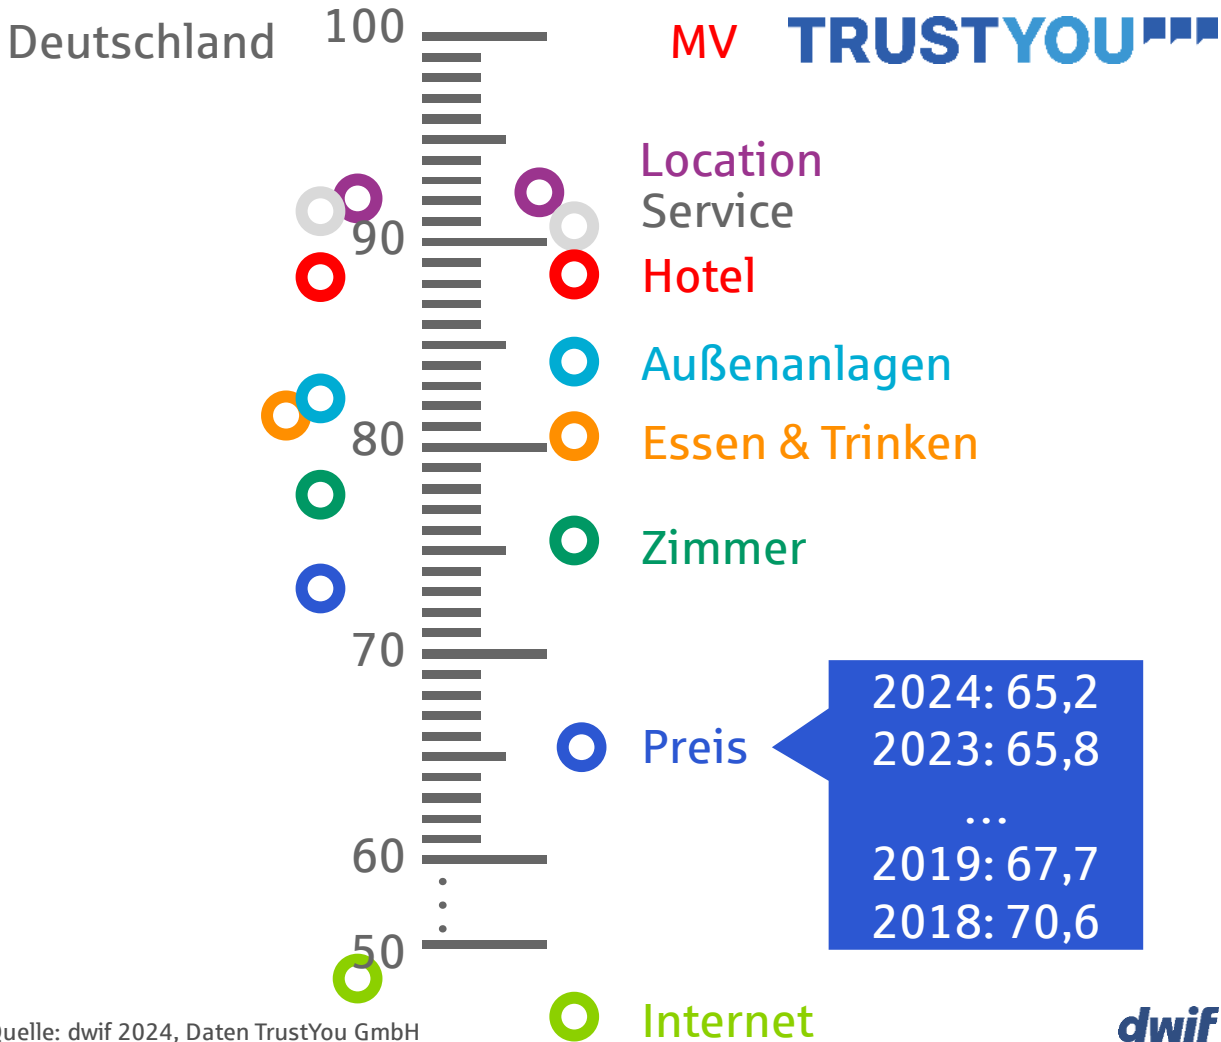 Deutschland
100
MV
TRUSTYOU
Location
Service
90
Hotel
Außenanlagen
80
Essen & Trinken
Zimmer
70
2024: 65,2
Preis
2023: 65,8
...
60
2019: 67,7
2018: 70,6
50
Internet
Quelle: dwif 2024, Daten TrustYou GmbH
dwif